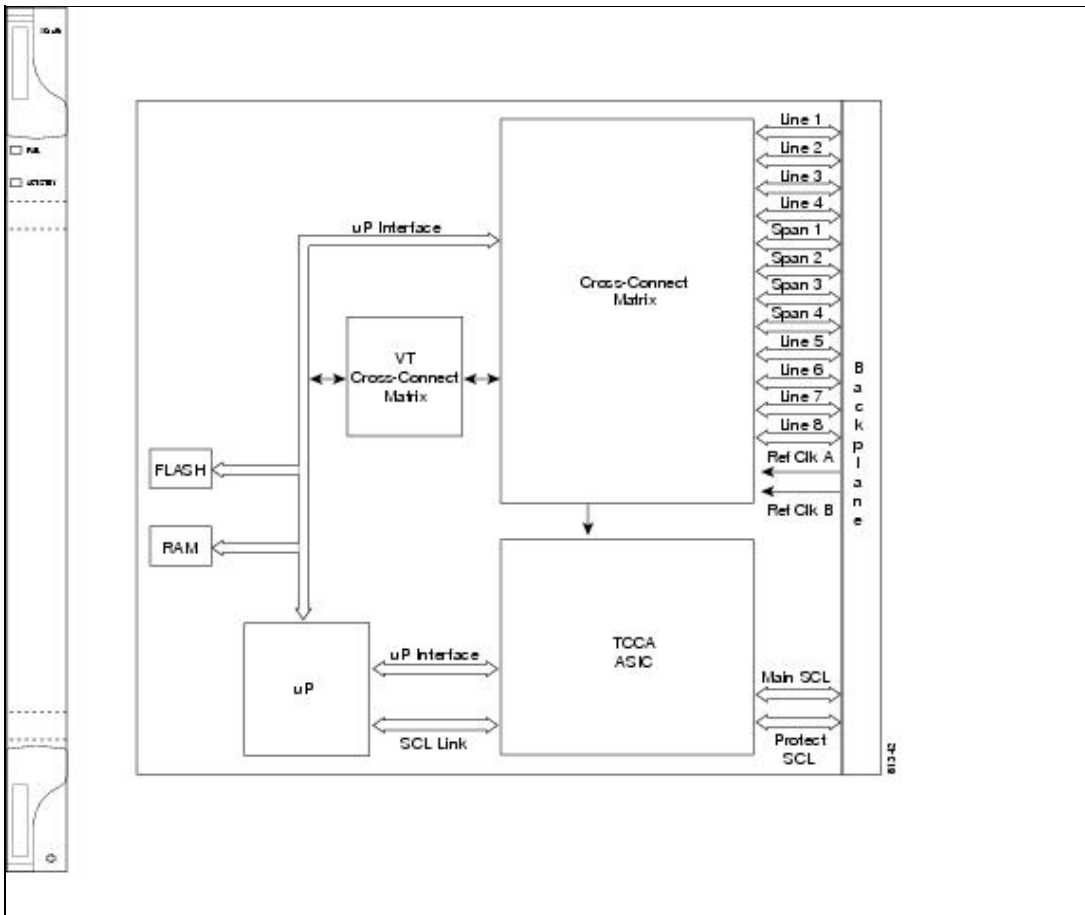 FAIL
Line 1
Line 2
Line 3
Line 4
Span 1
Span 2
Span 3
Span 4
Line 5
Line 6
Line 7
Line 8
Ref Clk A
Ref Clk B
uP Interface
Cross-Connect
Matrix
VT
Cross-Connect
Matrix
Backplane
FLASH
RAM
uP
uP Interface
SCL Link
TCCA
ASIC
Main SCL
Protect
SCL
61342